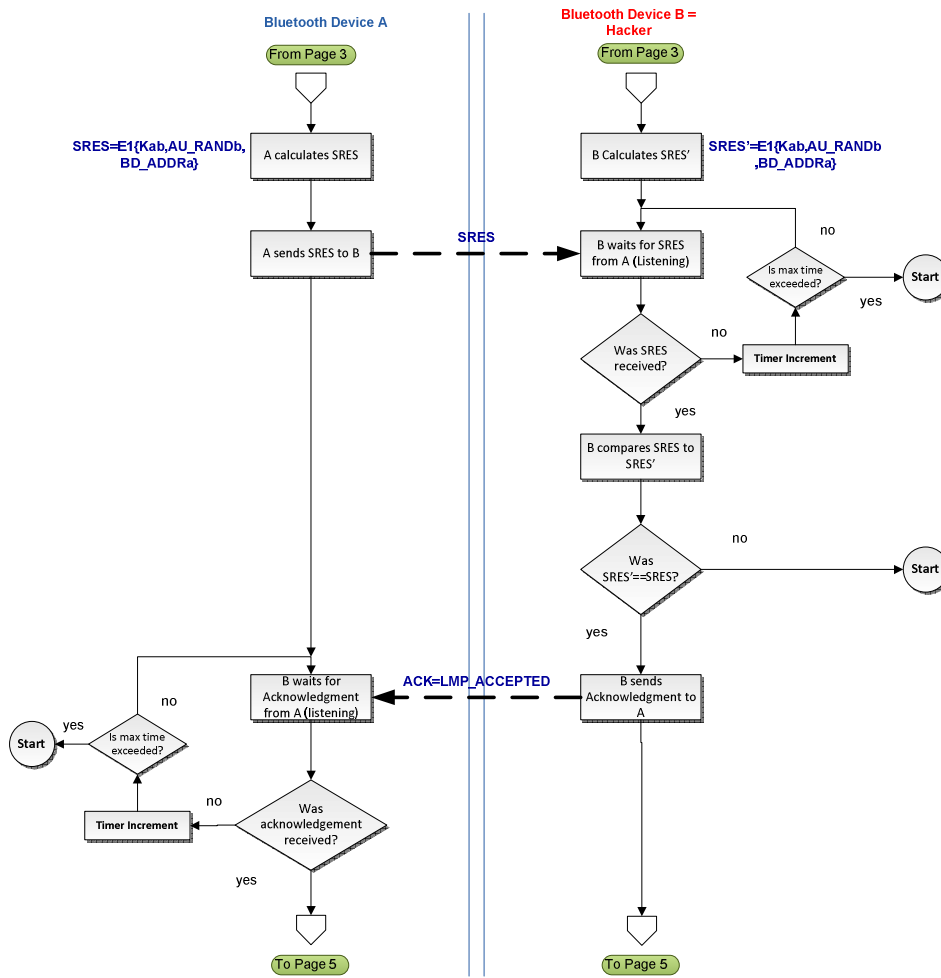 Bluetooth Device A
Bluetooth Device B =
Hacker
From Page 3
From Page 3
SRES=E1{Kab,AU_RANDb,
BD_ADDRa}
A calculates SRES
B Calculates SRES’
SRES’=E1{Kab,AU_RANDb
,BD_ADDRa}
A sends SRES to B
SRES
B waits for SRES
from A (Listening)
no
Is max time
exceeded?
yes
Start
Was SRES
received?
no
Timer Increment
yes
B compares SRES to
SRES’
Was
SRES’==SRES?
no
Start
yes
B waits for
Acknowledgment
from A (listening)
ACK=LMP_ACCEPTED
B sends
Acknowledgment to
A
no
yes
Start
Is max time
exceeded?
Timer Increment
no
Was
acknowledgement
received?
yes
To Page 5
To Page 5